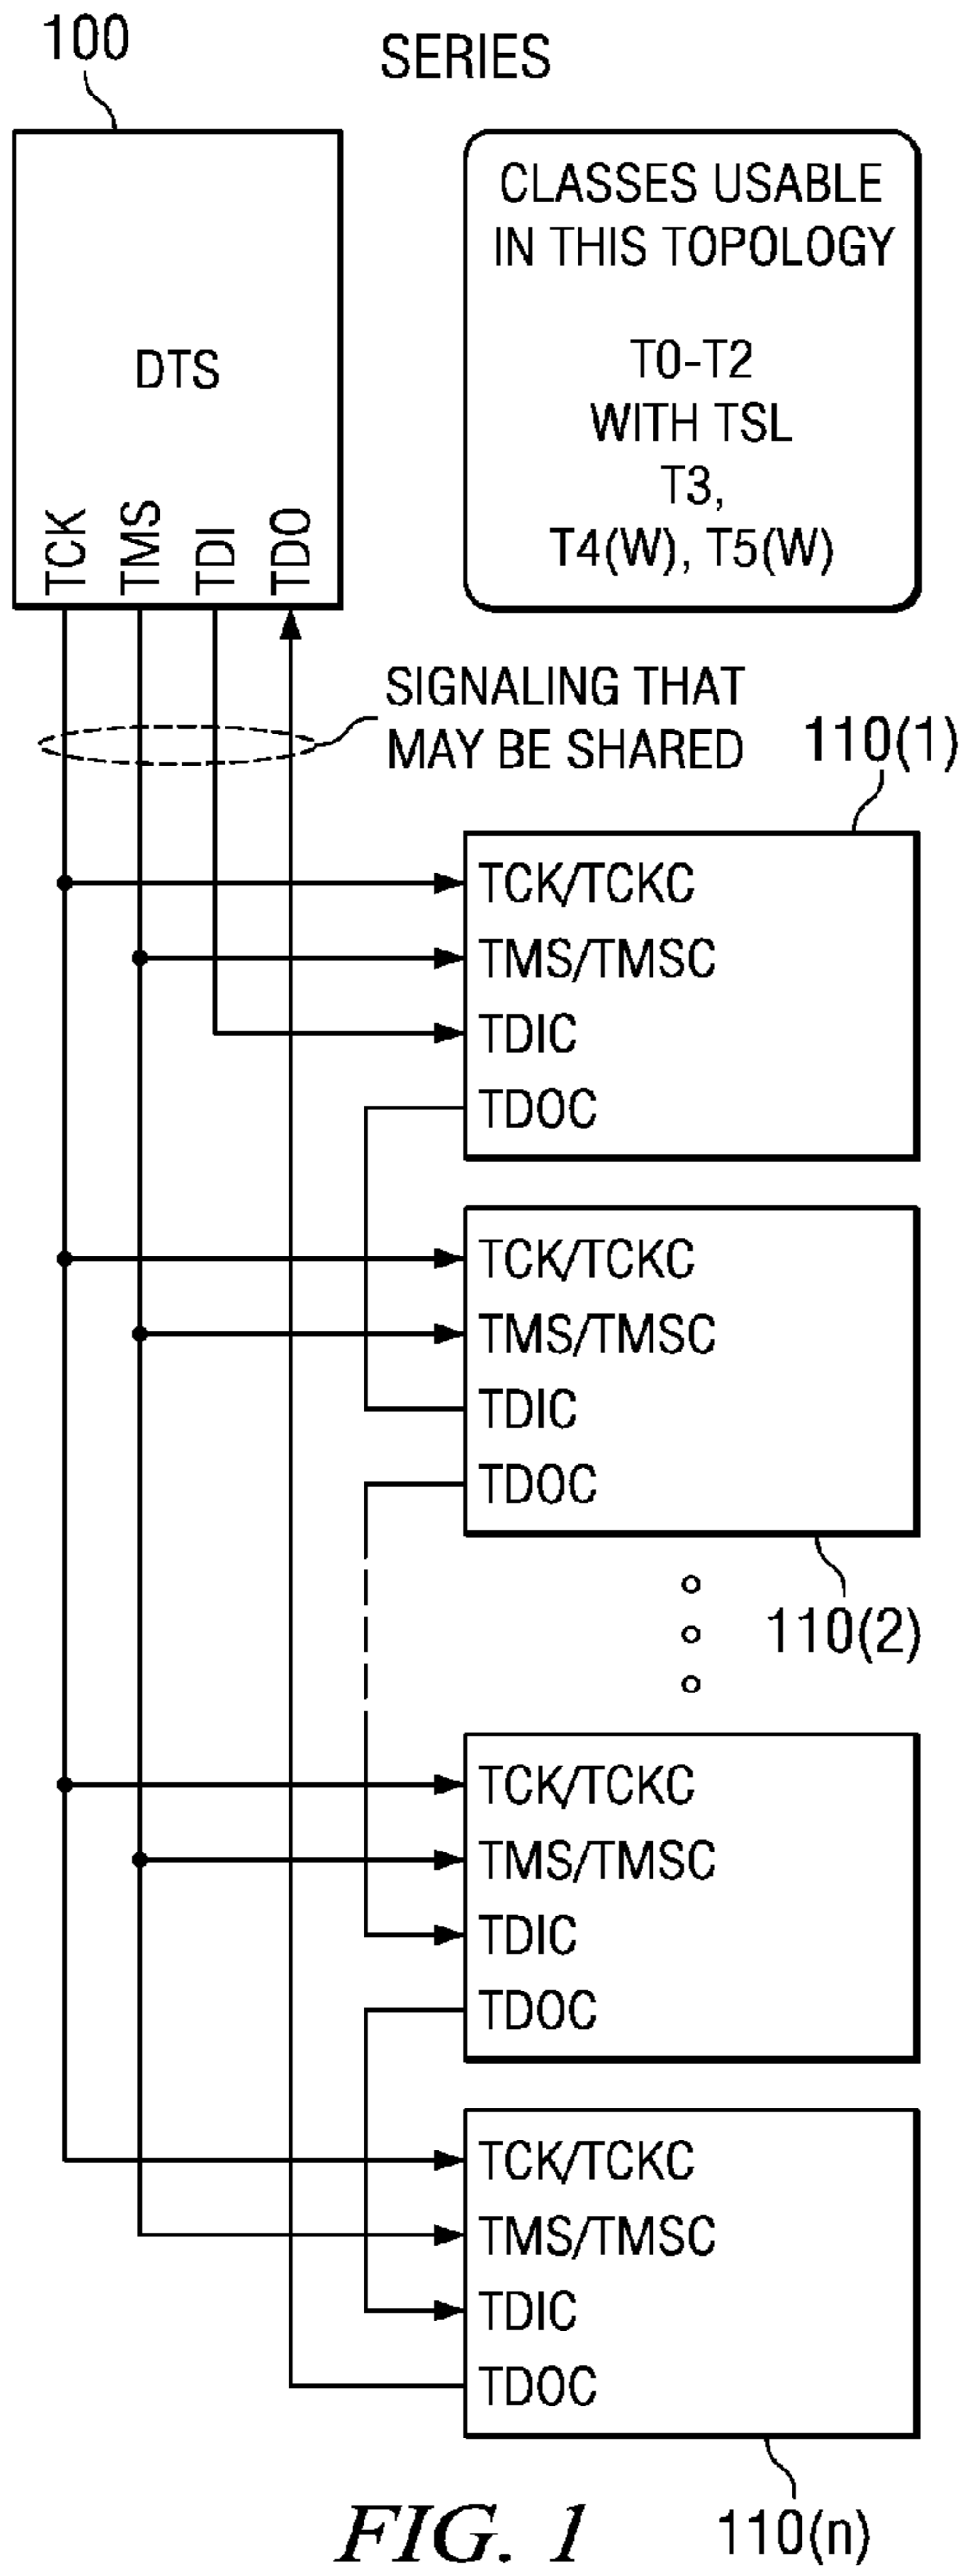 100
SERIES
CLASSES USABLE
IN THIS TOPOLOGY
T0-T2
WITH TSL
T3,
T4(W), T5(W)
DTS
TCK
TMS
TDI
TDO
SIGNALING THAT
MAY BE SHARED
110(1)
TCK/TCKC
TMS/TMSC
TDIC
TDOC
TCK/TCKC
TMS/TMSC
TDIC
TDOC
110(2)
TCK/TCKC
TMS/TMSC
TDIC
TDOC
TCK/TCKC
TMS/TMSC
TDIC
TDOC
110(n)
FIG. 1